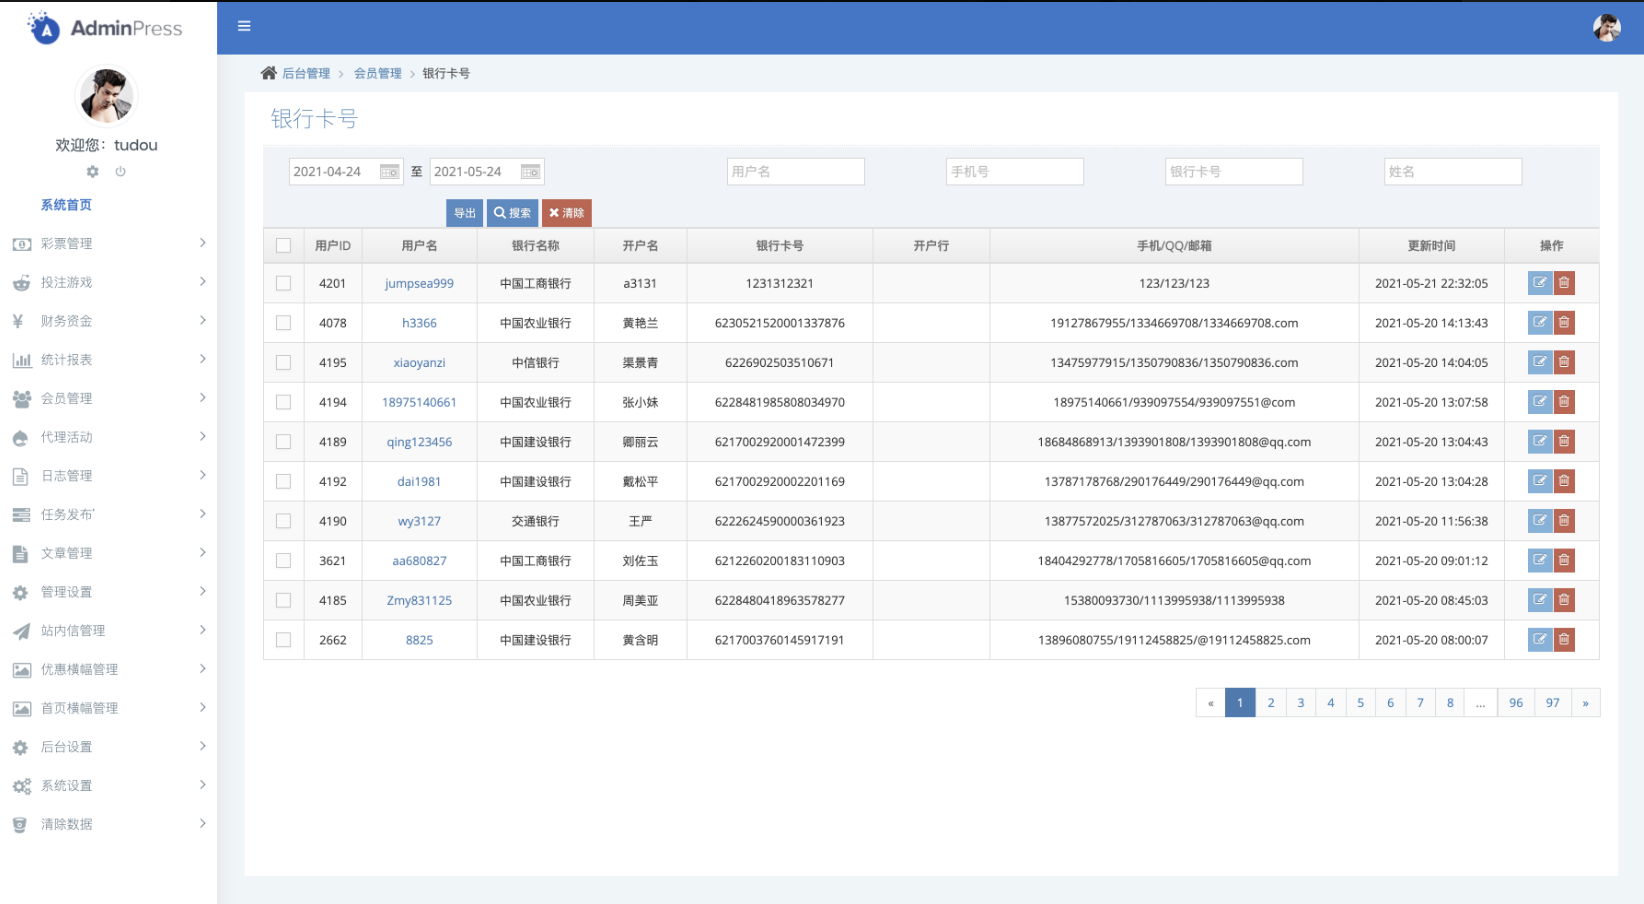 AdminPress
欢迎您：tudou
系统首页
彩票管理
投注游戏
财务资金
统计报表
会员管理
代理活动
日志管理
任务发布'
文章管理
管理设置
站内信管理
优惠横幅管理
首页横幅管理
后台设置
系统设置
清除数据
后台管理 > 会员管理 > 银行卡号
银行卡号
2021-04-24 至 2021-05-24 用户名 手机号 银行卡号 姓名
导出 搜索 清除
用户ID 用户名 银行名称 开户名 银行卡号 开户行 手机/QQ/邮箱 更新时间 操作
4201 jumpsea999 中国工商银行 a3131 1231312321 123/123/123 2021-05-21 22:32:05
4078 h3366 中国农业银行 黄艳兰 6230521520001337876 19127867955/1334669708/1334669708.com 2021-05-20 14:13:43
4195 xiaoyanzi 中信银行 渠景青 6226902503510671 13475977915/1350790836/1350790836.com 2021-05-20 14:04:05
4194 18975140661 中国农业银行 张小妹 6228481985808034970 18975140661/939097554/939097551@com 2021-05-20 13:07:58
4189 qing123456 中国建设银行 卿丽云 6217002920001472399 18684868913/1393901808/1393901808@qq.com 2021-05-20 13:04:43
4192 dai1981 中国建设银行 戴松平 6217002920002201169 13787178768/290176449/290176449@qq.com 2021-05-20 13:04:28
4190 wy3127 交通银行 王严 6222624590000361923 13877572025/312787063/312787063@qq.com 2021-05-20 11:56:38
3621 aa680827 中国工商银行 刘佐玉 6212260200183110903 18404292778/1705816605/1705816605@qq.com 2021-05-20 09:01:12
4185 Zmy831125 中国农业银行 周美亚 6228480418963578277 15380093730/1113995938/1113995938 2021-05-20 08:45:03
2662 8825 中国建设银行 黄含明 6217003760145917191 13896080755/19112458825/@19112458825.com 2021-05-20 08:00:07
« 1 2 3 4 5 6 7 8 ... 96 97 »